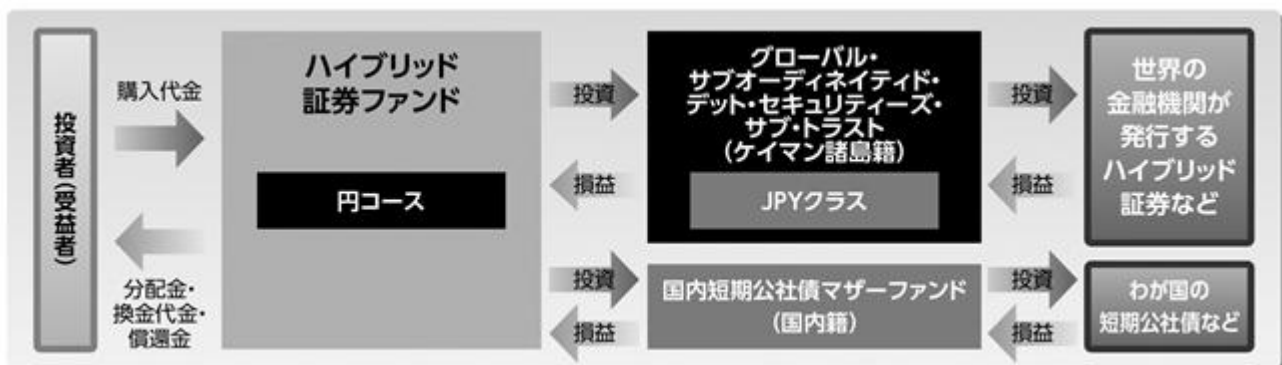 投資者(受益者)
購入代金
分配金・
換金代金・
償還金
ハイブリッド
証券ファンド
円コース
投資
損益
投資
損益
グローバル・
サブオーディネイティド・
デット・セキュリティーズ・
サブ・トラスト
(ケイマン諸島籍)
JPYクラス
国内短期公社債マザーファンド
(国内籍)
投資
損益
投資
損益
世界の
金融機関が
発行する
ハイブリッド
証券など
わが国の
短期公社債など